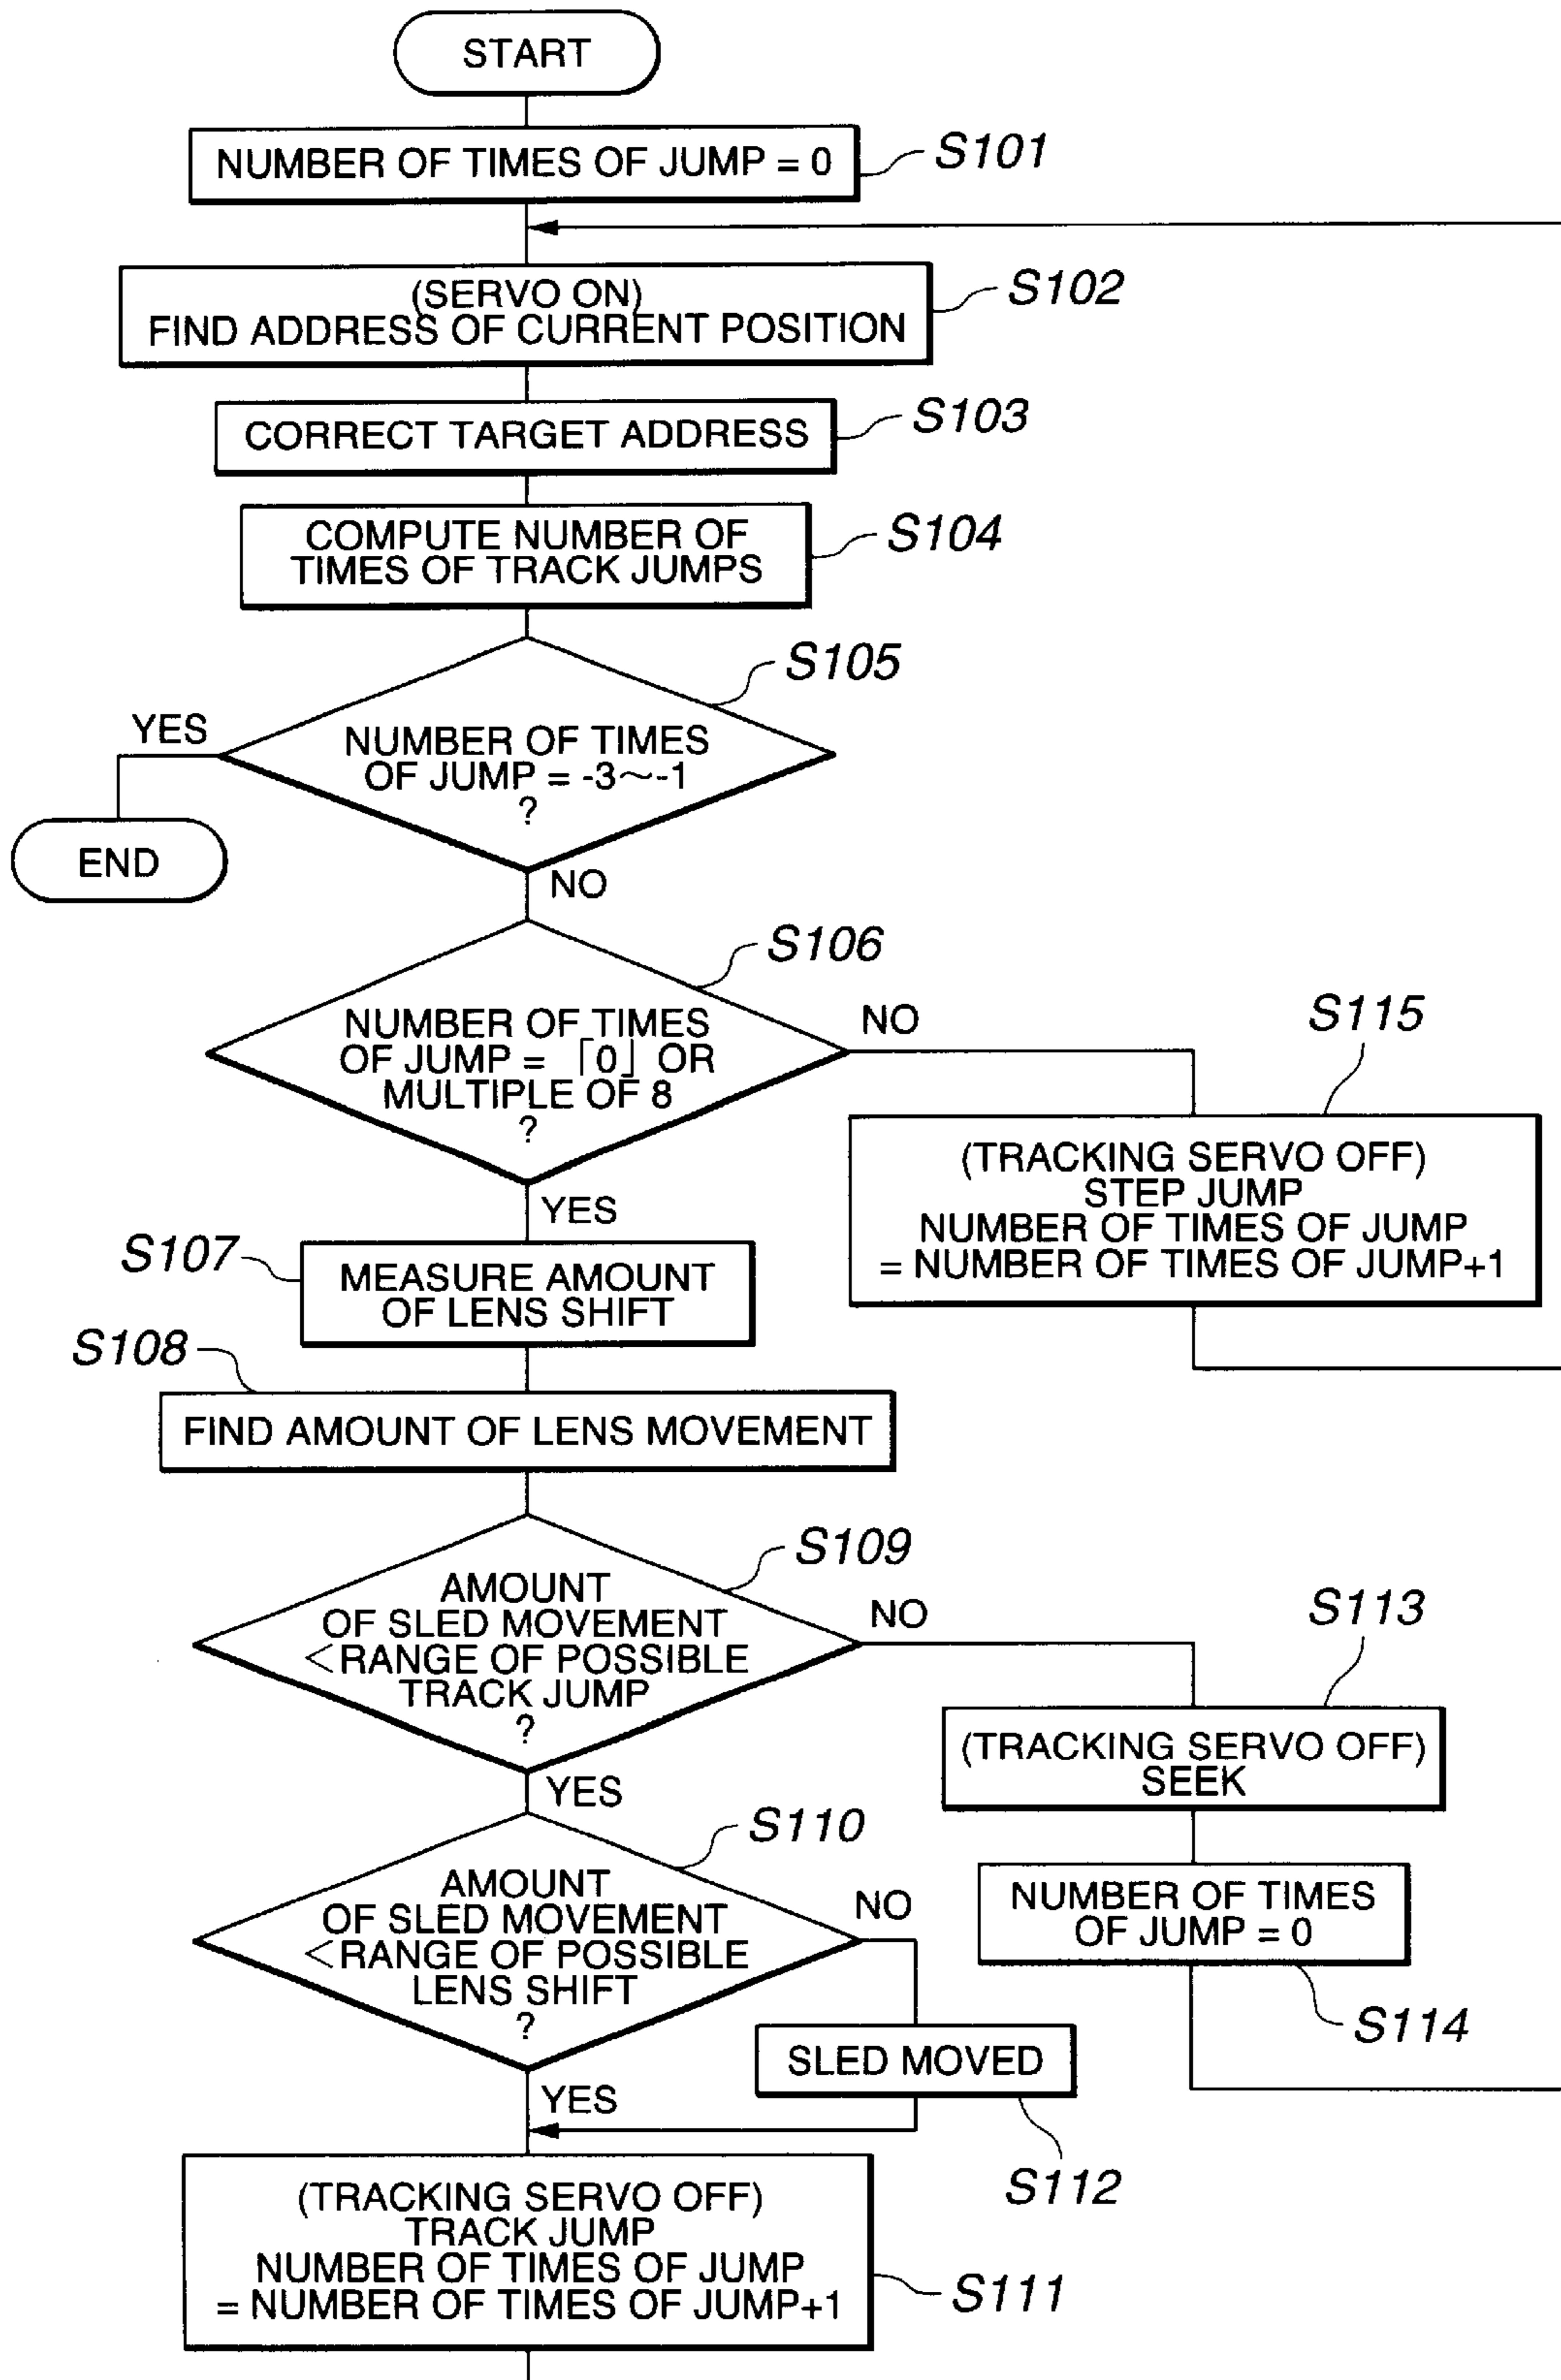 START
NUMBER OF TIMES OF JUMP = 0
S101
(SERVO ON)
FIND ADDRESS OF CURRENT POSITION
S102
CORRECT TARGET ADDRESS
S103
COMPUTE NUMBER OF
TIMES OF TRACK JUMPS
S104
S105
YES
NUMBER OF TIMES
OF JUMP = -3～-1
?
END
NO
S106
NUMBER OF TIMES
OF JUMP = ⌈0⌋ OR
MULTIPLE OF 8
?
NO
S115
(TRACKING SERVO OFF)
STEP JUMP
NUMBER OF TIMES OF JUMP
= NUMBER OF TIMES OF JUMP+1
YES
S107
MEASURE AMOUNT
OF LENS SHIFT
S108
FIND AMOUNT OF LENS MOVEMENT
S109
AMOUNT
OF SLED MOVEMENT
<RANGE OF POSSIBLE
TRACK JUMP
?
NO
S113
(TRACKING SERVO OFF)
SEEK
YES
S110
AMOUNT
OF SLED MOVEMENT
<RANGE OF POSSIBLE
LENS SHIFT
?
NO
NUMBER OF TIMES
OF JUMP = 0
S114
SLED MOVED
YES
S112
(TRACKING SERVO OFF)
TRACK JUMP
NUMBER OF TIMES OF JUMP
= NUMBER OF TIMES OF JUMP+1
S111